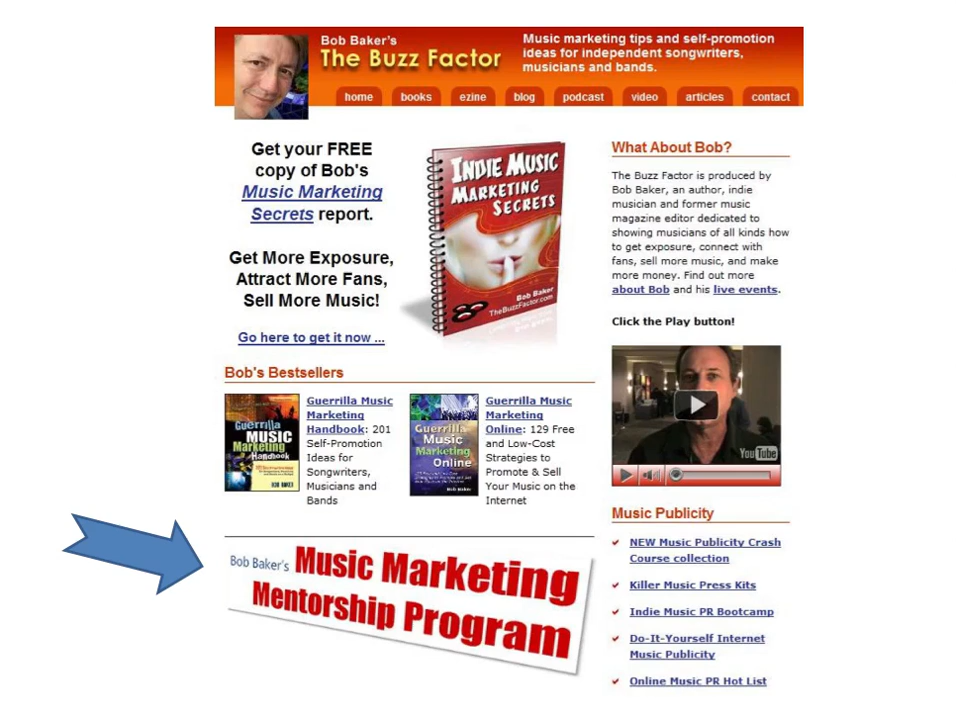 Bob Baker's
The Buzz Factor
Music marketing tips and self-promotion
ideas for independent songwriters,
musicians and bands.
home books ezine blog podcast video articles contact
Get your FREE
copy of Bob's
Music Marketing
Secrets report.
Get More Exposure,
Attract More Fans,
Sell More Music!
Go here to get it now ...
INDIE MUSIC
MARKETING
SECRETS
Bob Baker
TheBuzzFactor.com
What About Bob?
The Buzz Factor is produced by
Bob Baker, an author, indie
musician and former music
magazine editor dedicated to
showing musicians of all kinds how
to get exposure, connect with
fans, sell more music, and make
more money. Find out more
about Bob and his live events.
Click the Play button!
YouTube
Bob's Bestsellers
Guerrilla
MUSIC
Marketing
Handbook
BOB BAKER
Guerrilla Music
Marketing
Handbook: 201
Self-Promotion
Ideas for
Songwriters,
Musicians and
Bands
Guerrilla
Music
Marketing
Online
Bob Baker
Guerrilla Music
Marketing
Online: 129 Free
and Low-Cost
Strategies to
Promote & Sell
Your Music on the
Internet
Bob Baker's Music Marketing
Mentorship Program
Music Publicity
NEW Music Publicity Crash
Course collection
Killer Music Press Kits
Indie Music PR Bootcamp
Do-It-Yourself Internet
Music Publicity
Online Music PR Hot List